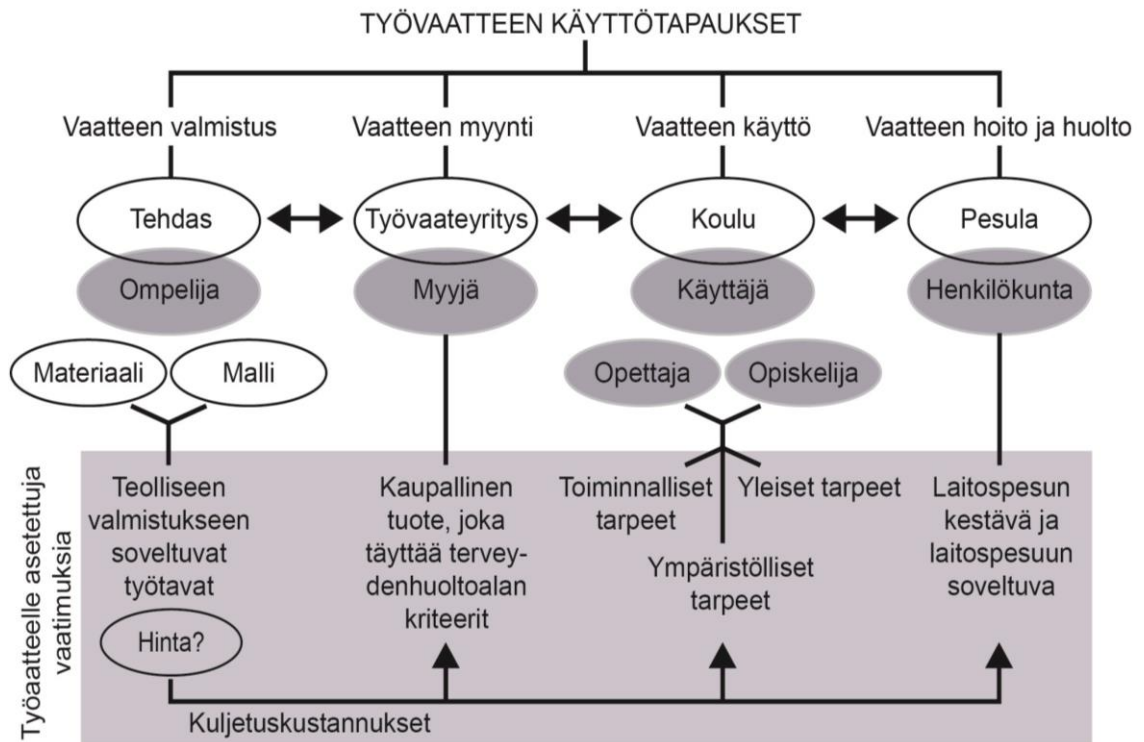 TYÖVAATTEEN KÄYTTÖTAPAUKSET
Vaatteen valmistus
Vaatteen myynti
Vaatteen käyttö
Vaatteen hoito ja huolto
Tehdas
Työvaateyritys
Koulu
Pesula
Ompelija
Myyjä
Käyttäjä
Henkilökunta
Materiaali
Malli
Opettaja
Opiskelija
Työaatteelle asetettuja
vaatimuksia
Teolliseen
valmistukseen
soveltuvat
työtavat
Hinta?
Kaupallinen
tuote, joka
täyttää tervey-
denhuoltoalan
kriteerit
Toiminnalliset
tarpeet
Yleiset tarpeet
Ympäristölliset
tarpeet
Laitospesun
kestävä ja
laitospesuun
soveltuva
Kuljetuskustannukset